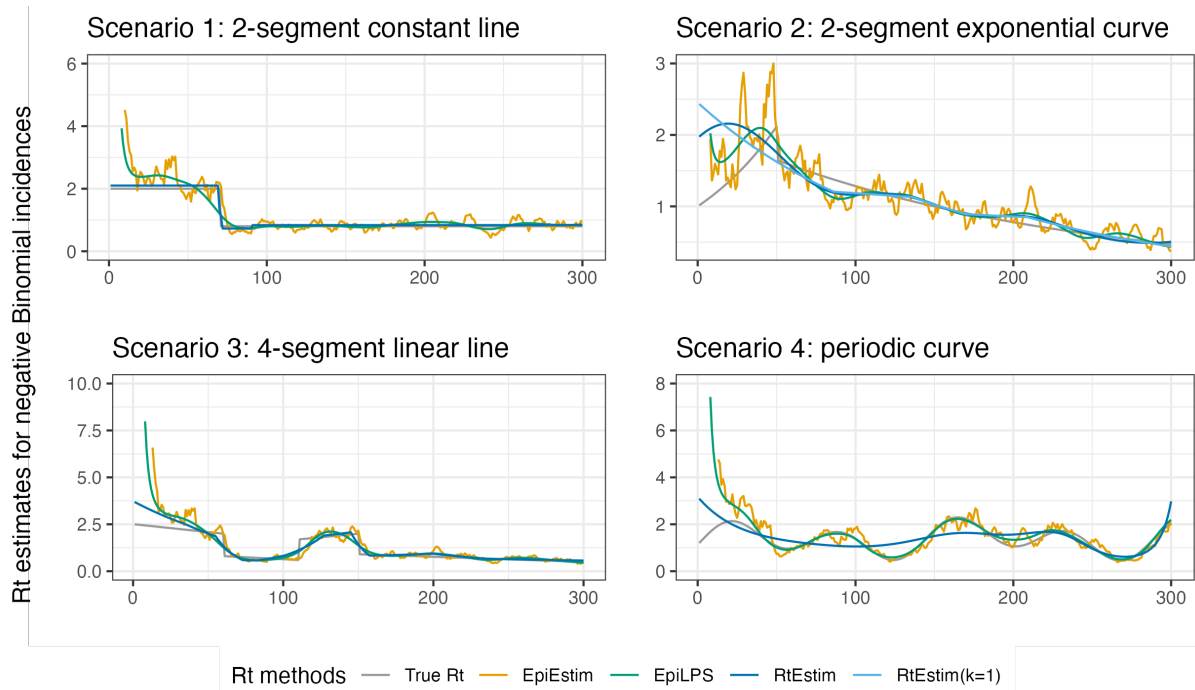 Scenario 1: 2-segment constant line
Scenario 2: 2-segment exponential curve
Rt estimates for negative Binomial incidences
6
4
2
0
0 100 200 300
3
2
1
0 100 200 300
Scenario 3: 4-segment linear line
Scenario 4: periodic curve
10.0
7.5
5.0
2.5
0.0
0 100 200 300
8
6
4
2
0
0 100 200 300
Rt methods True Rt EpiEstim EpiLPS RtEstim RtEstim(k=1)